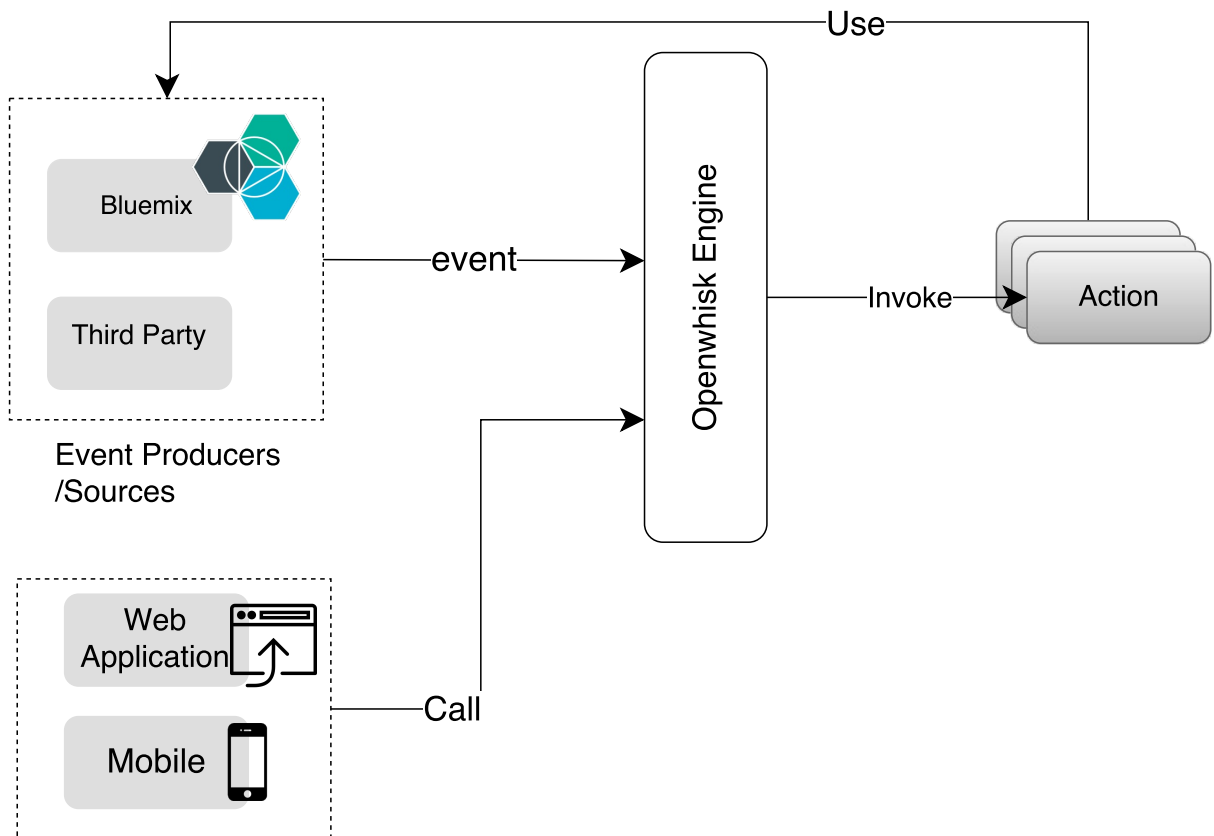 Use
Bluemix
event
Openwhisk Engine
Invoke
Action
Third Party
Event Producers
/Sources
Web
Application
Call
Mobile